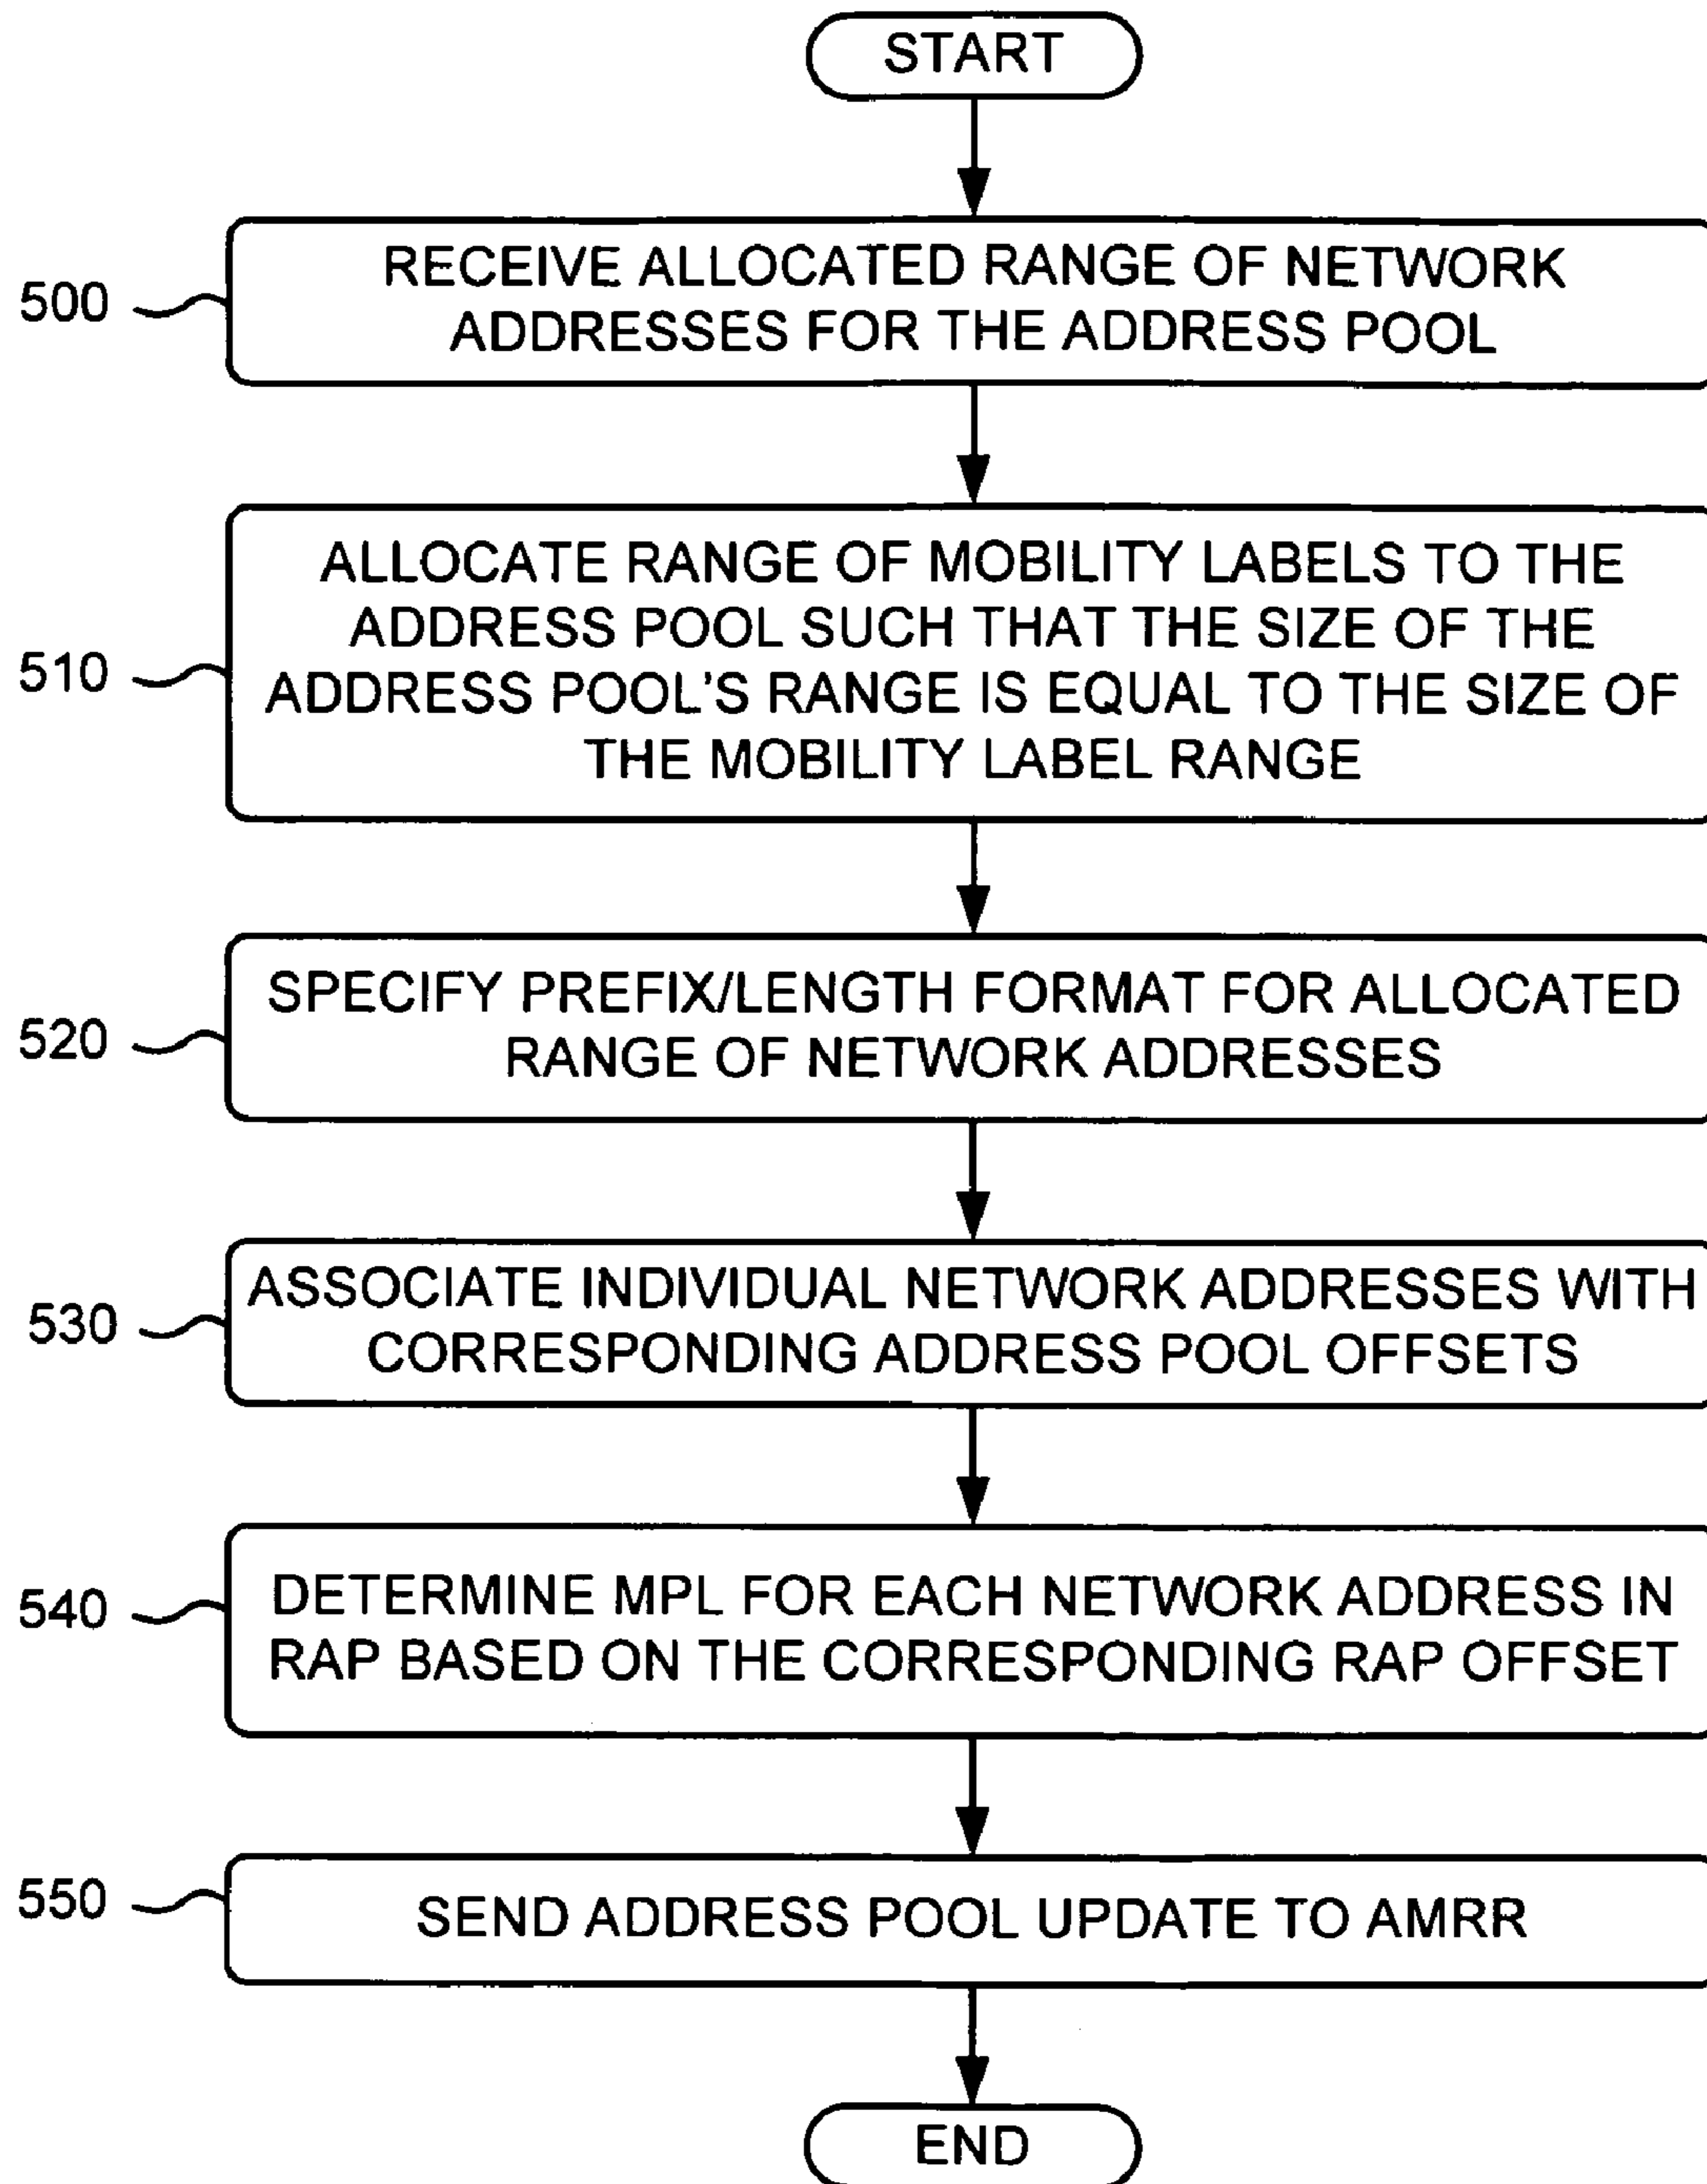 START
500
RECEIVE ALLOCATED RANGE OF NETWORK
ADDRESSES FOR THE ADDRESS POOL
510
ALLOCATE RANGE OF MOBILITY LABELS TO THE
ADDRESS POOL SUCH THAT THE SIZE OF THE
ADDRESS POOL'S RANGE IS EQUAL TO THE SIZE OF
THE MOBILITY LABEL RANGE
520
SPECIFY PREFIX/LENGTH FORMAT FOR ALLOCATED
RANGE OF NETWORK ADDRESSES
530
ASSOCIATE INDIVIDUAL NETWORK ADDRESSES WITH
CORRESPONDING ADDRESS POOL OFFSETS
540
DETERMINE MPL FOR EACH NETWORK ADDRESS IN
RAP BASED ON THE CORRESPONDING RAP OFFSET
550
SEND ADDRESS POOL UPDATE TO AMRR
END